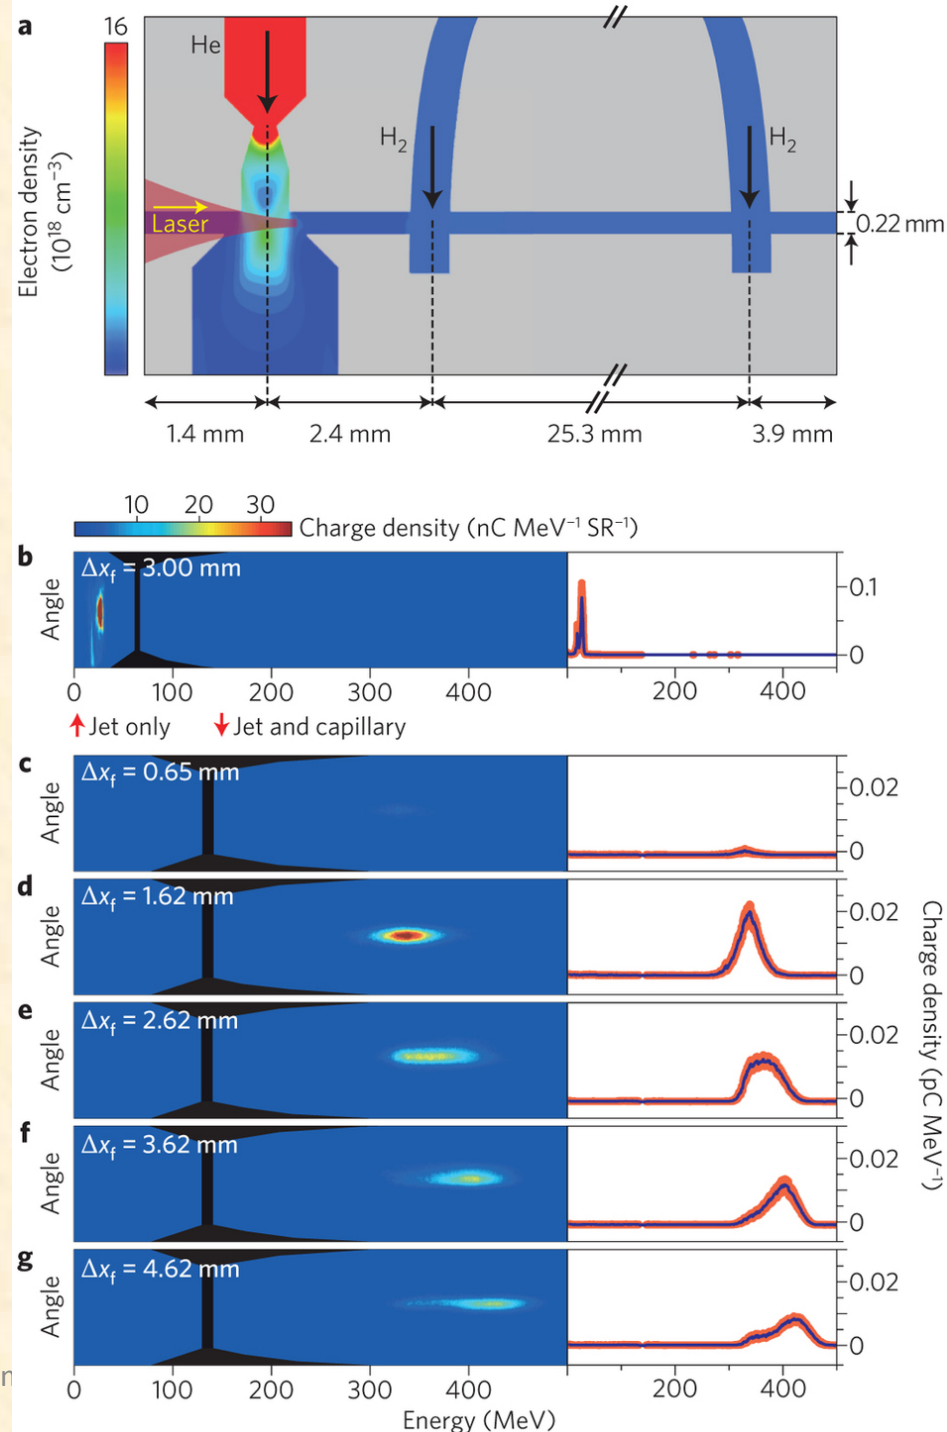 a
16
He
H2
H2
Electron density
(10^18 cm^−3)
Laser
0.22 mm
1.4 mm
2.4 mm
25.3 mm
3.9 mm
10 20 30
Charge density (nC MeV^−1 SR^−1)
b
Δxf = 3.00 mm
Angle
0.1
0
0 100 200 300 400
200 400
Jet only
Jet and capillary
c
Δxf = 0.65 mm
Angle
0.02
0
d
Δxf = 1.62 mm
Angle
0.02
0
e
Δxf = 2.62 mm
Angle
0.02
0
f
Δxf = 3.62 mm
Angle
0.02
0
g
Δxf = 4.62 mm
Angle
0.02
0
Charge density (pC MeV^−1)
n
0 100 200 300 400
200 400
Energy (MeV)